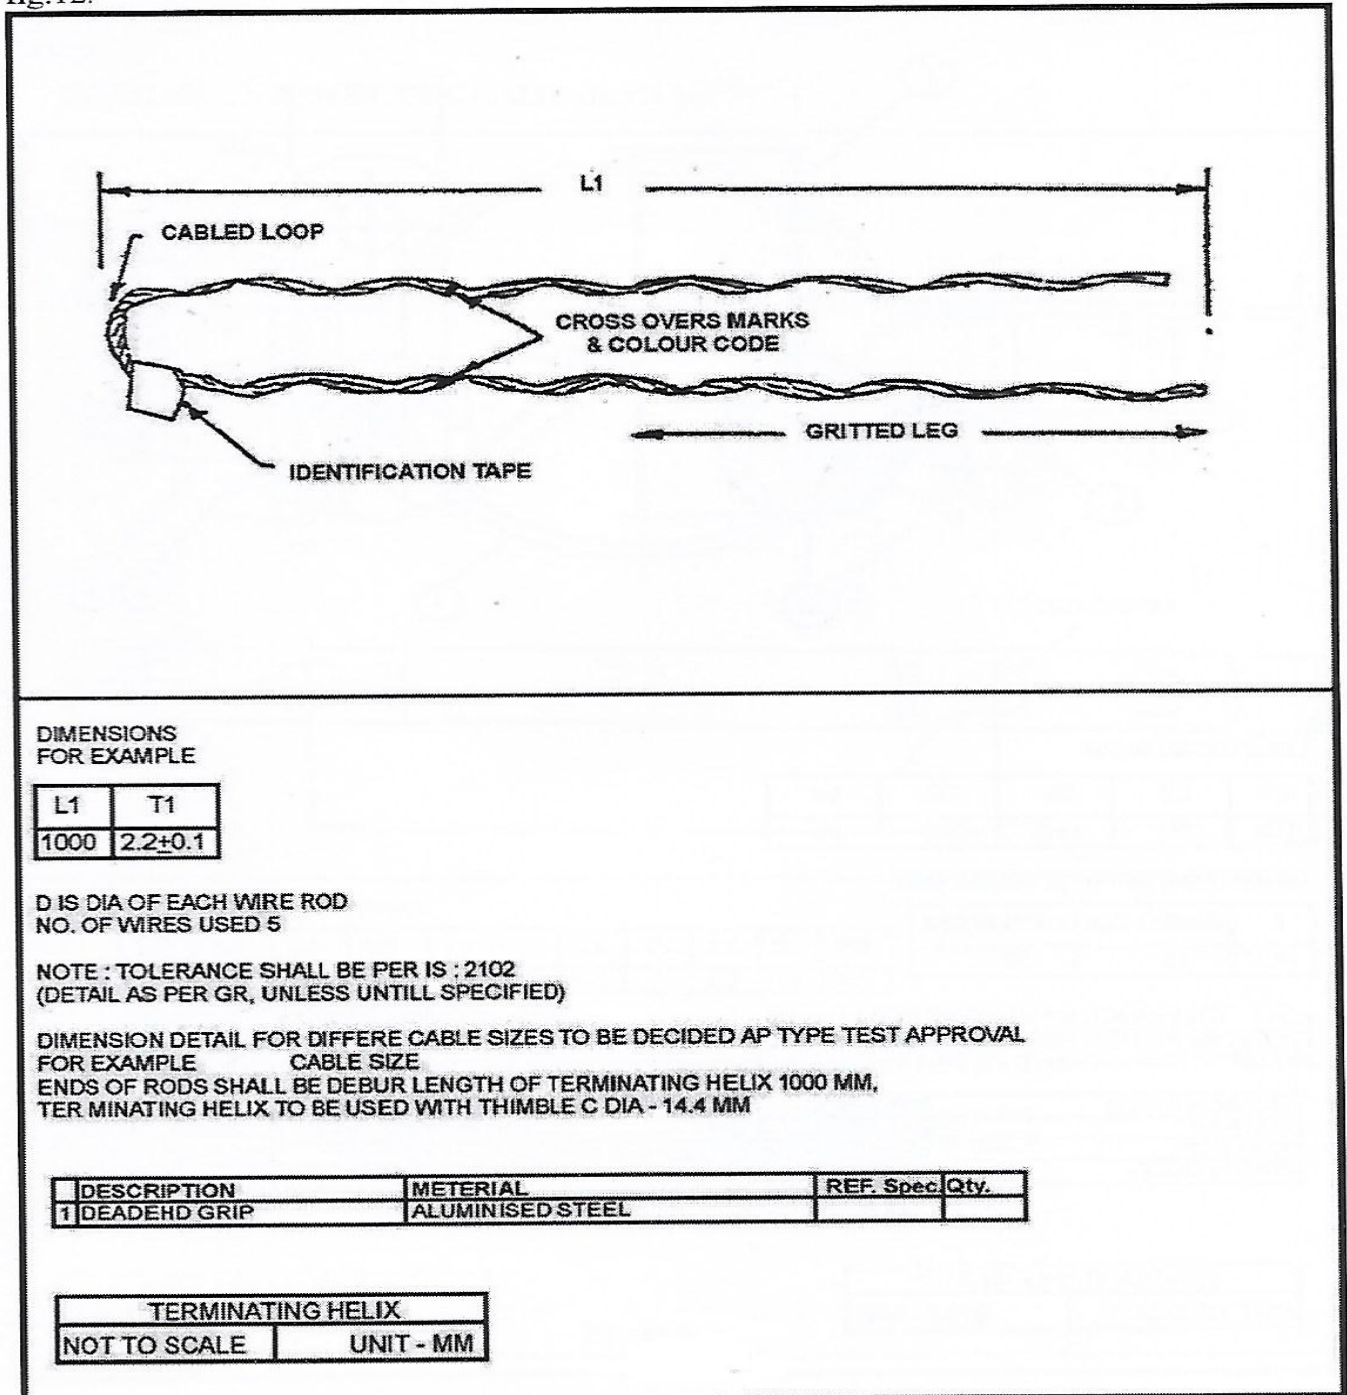 fig.12.
L1
CABLED LOOP
CROSS OVERS MARKS
& COLOUR CODE
GRITTED LEG
IDENTIFICATION TAPE
DIMENSIONS
FOR EXAMPLE
L1 T1
1000 2.2±0.1
D IS DIA OF EACH WIRE ROD
NO. OF WIRES USED 5
NOTE : TOLERANCE SHALL BE PER IS : 2102
(DETAIL AS PER GR, UNLESS UNTILL SPECIFIED)
DIMENSION DETAIL FOR DIFFERE CABLE SIZES TO BE DECIDED AP TYPE TEST APPROVAL
FOR EXAMPLE CABLE SIZE
ENDS OF RODS SHALL BE DEBUR LENGTH OF TERMINATING HELIX 1000 MM,
TER MINATING HELIX TO BE USED WITH THIMBLE C DIA - 14.4 MM
DESCRIPTION METERIAL REF. Spec. Qty.
1 DEADEHD GRIP ALUMINISED STEEL
TERMINATING HELIX
NOT TO SCALE UNIT - MM